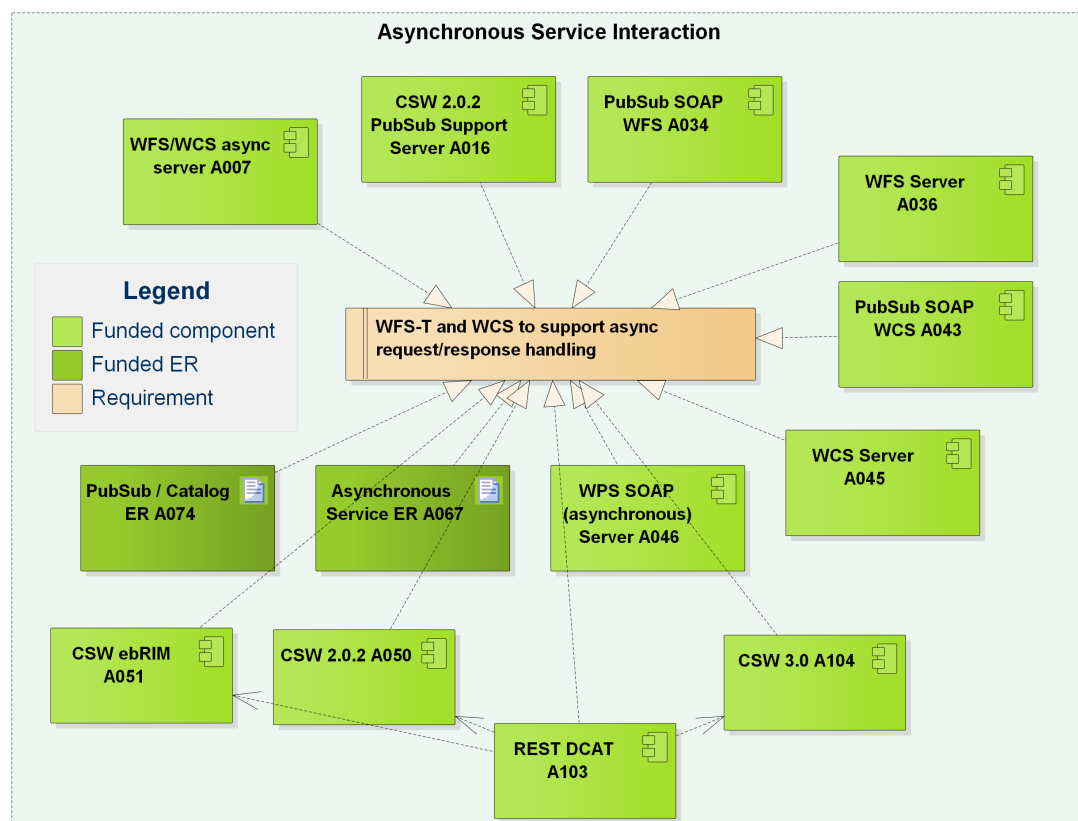 Asynchronous Service Interaction
CSW 2.0.2
PubSub Support
Server A016
PubSub SOAP
WFS A034
WFS/WCS async
server A007
WFS Server
A036
Legend
Funded component
Funded ER
Requirement
WFS-T and WCS to support async
request/response handling
PubSub SOAP
WCS A043
WCS Server
A045
PubSub / Catalog
ER A074
Asynchronous
Service ER A067
WPS SOAP
(asynchronous)
Server A046
CSW ebRIM
A051
CSW 2.0.2 A050
CSW 3.0 A104
REST DCAT
A103